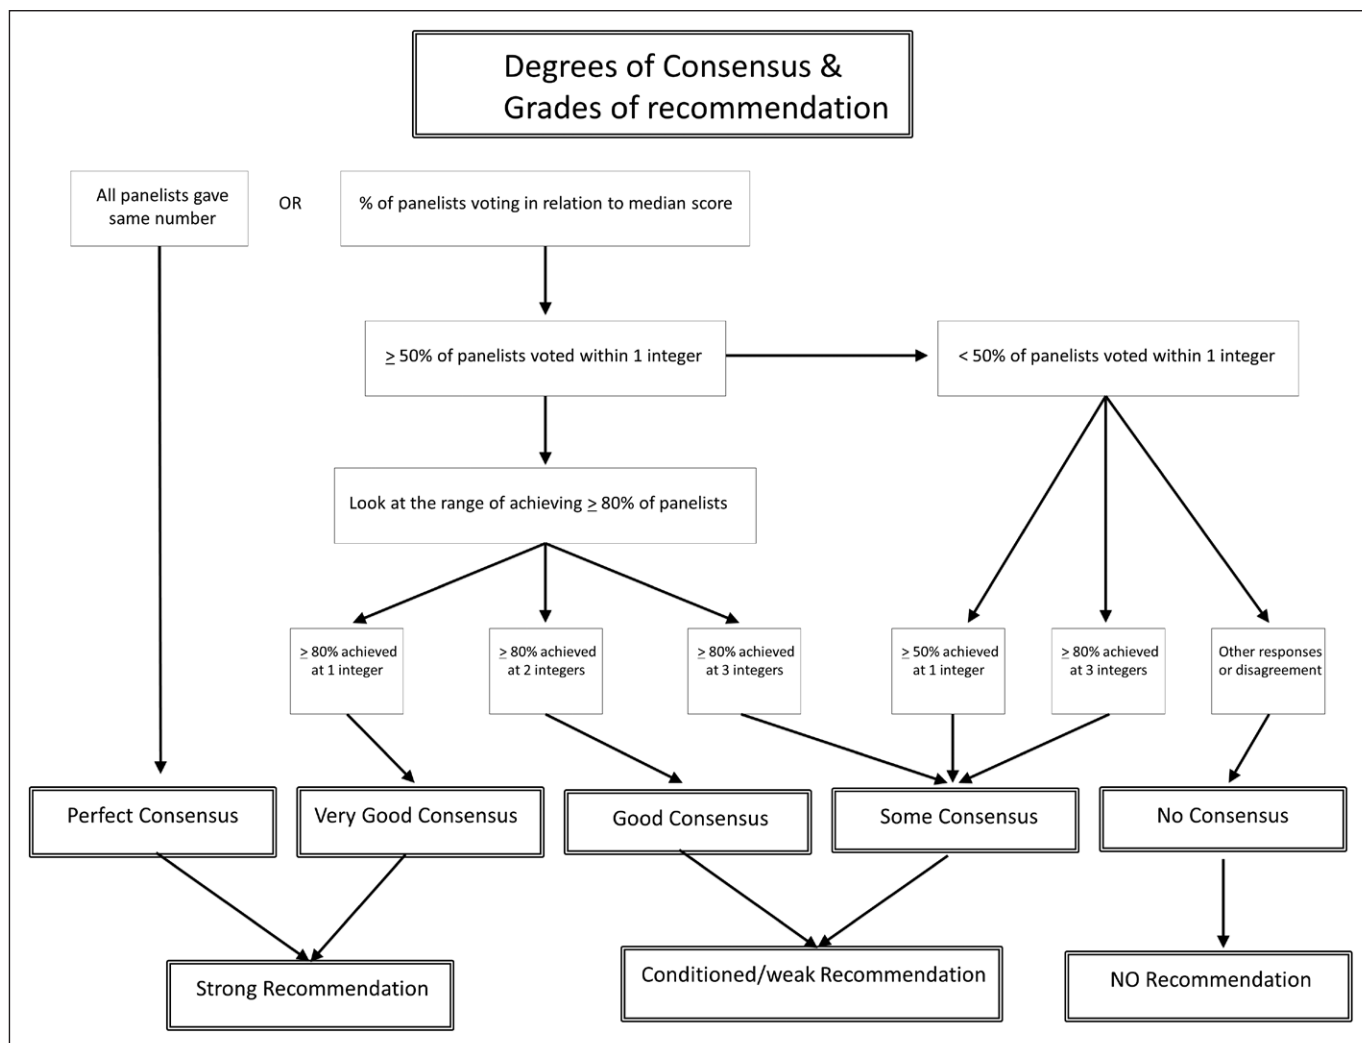 Degrees of Consensus &
Grades of recommendation
All panelists gave
same number
OR
% of panelists voting in relation to median score
≥ 50% of panelists voted within 1 integer
< 50% of panelists voted within 1 integer
Look at the range of achieving ≥ 80% of panelists
≥ 80% achieved
at 1 integer
≥ 80% achieved
at 2 integers
≥ 80% achieved
at 3 integers
≥ 50% achieved
at 1 integer
≥ 80% achieved
at 3 integers
Other responses
or disagreement
Perfect Consensus
Very Good Consensus
Good Consensus
Some Consensus
No Consensus
Strong Recommendation
Conditioned/weak Recommendation
NO Recommendation